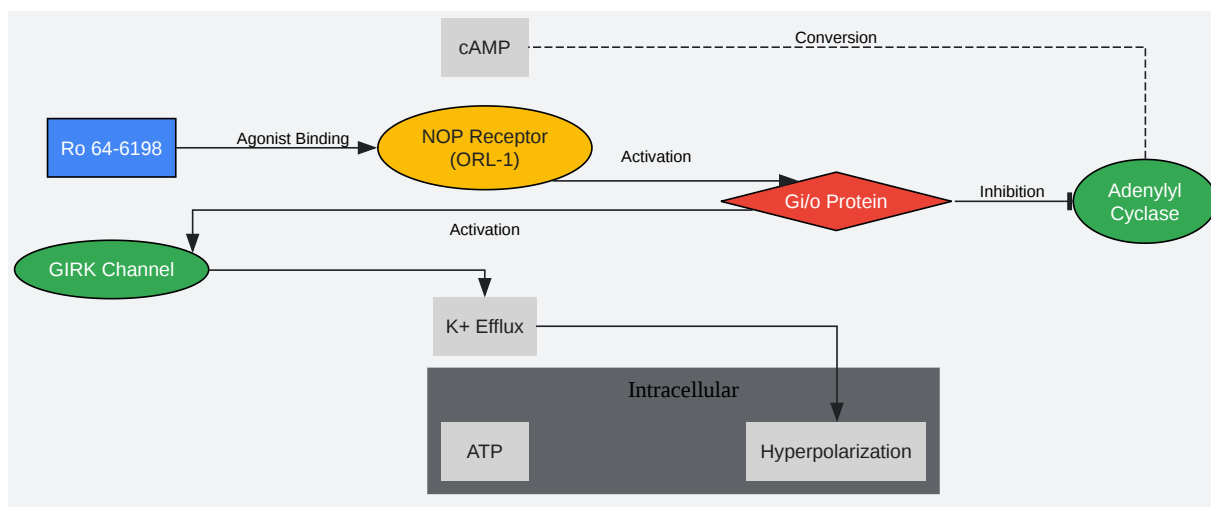 cAMP
Conversion
Ro 64-6198
Agonist Binding
NOP Receptor
(ORL-1)
Activation
Gi/o Protein
Inhibition
Adenylyl
Cyclase
Activation
GIRK Channel
K+ Efflux
Intracellular
ATP
Hyperpolarization